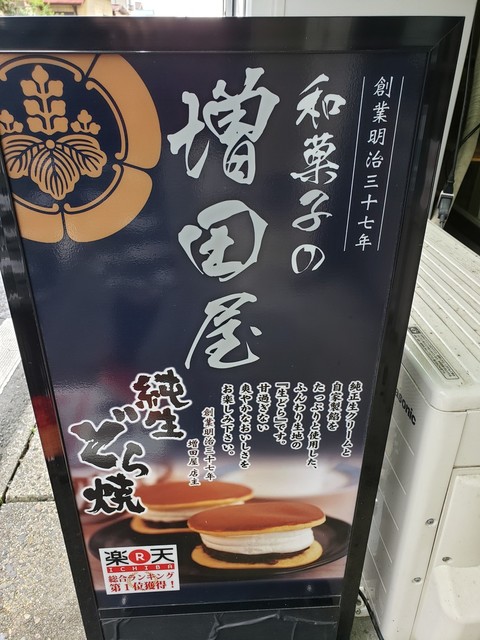 創業明治三十七年
和菓子の
増田屋
純正生クリームと
自家製餡を
たっぷりと使用した、
ふんわり生地の
「生どら」です。
甘過ぎない
爽やかなおいしさを
お楽しみ下さい。
創業明治三十七年
増田屋 店主
純生
どら焼
楽R天
ICHIBA
総合ランキング
第1位獲得!
sonic